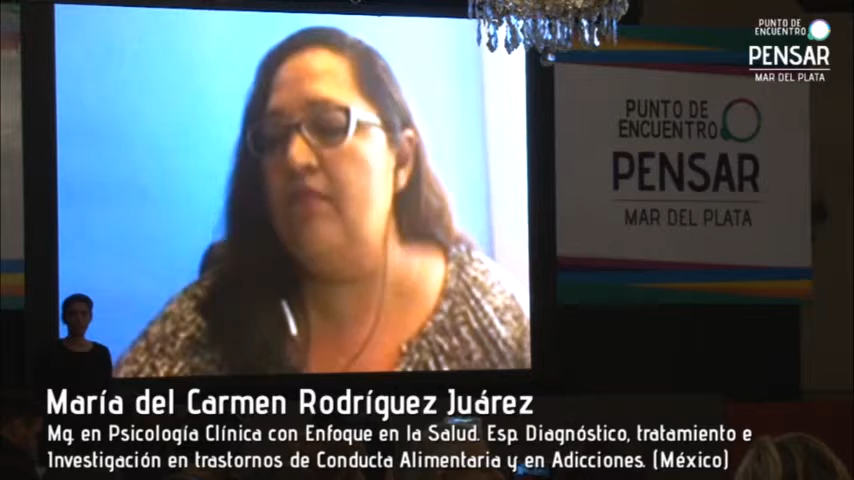 PUNTO DE
ENCUENTRO
PENSAR
MAR DEL PLATA
PUNTO DE
ENCUENTRO
PENSAR
MAR DEL PLATA
María del Carmen Rodríguez Juárez
Mg. en Psicología Clínica con Enfoque en la Salud. Esp. Diagnóstico, tratamiento e
Investigación en trastornos de Conducta Alimentaria y en Adicciones. (México)